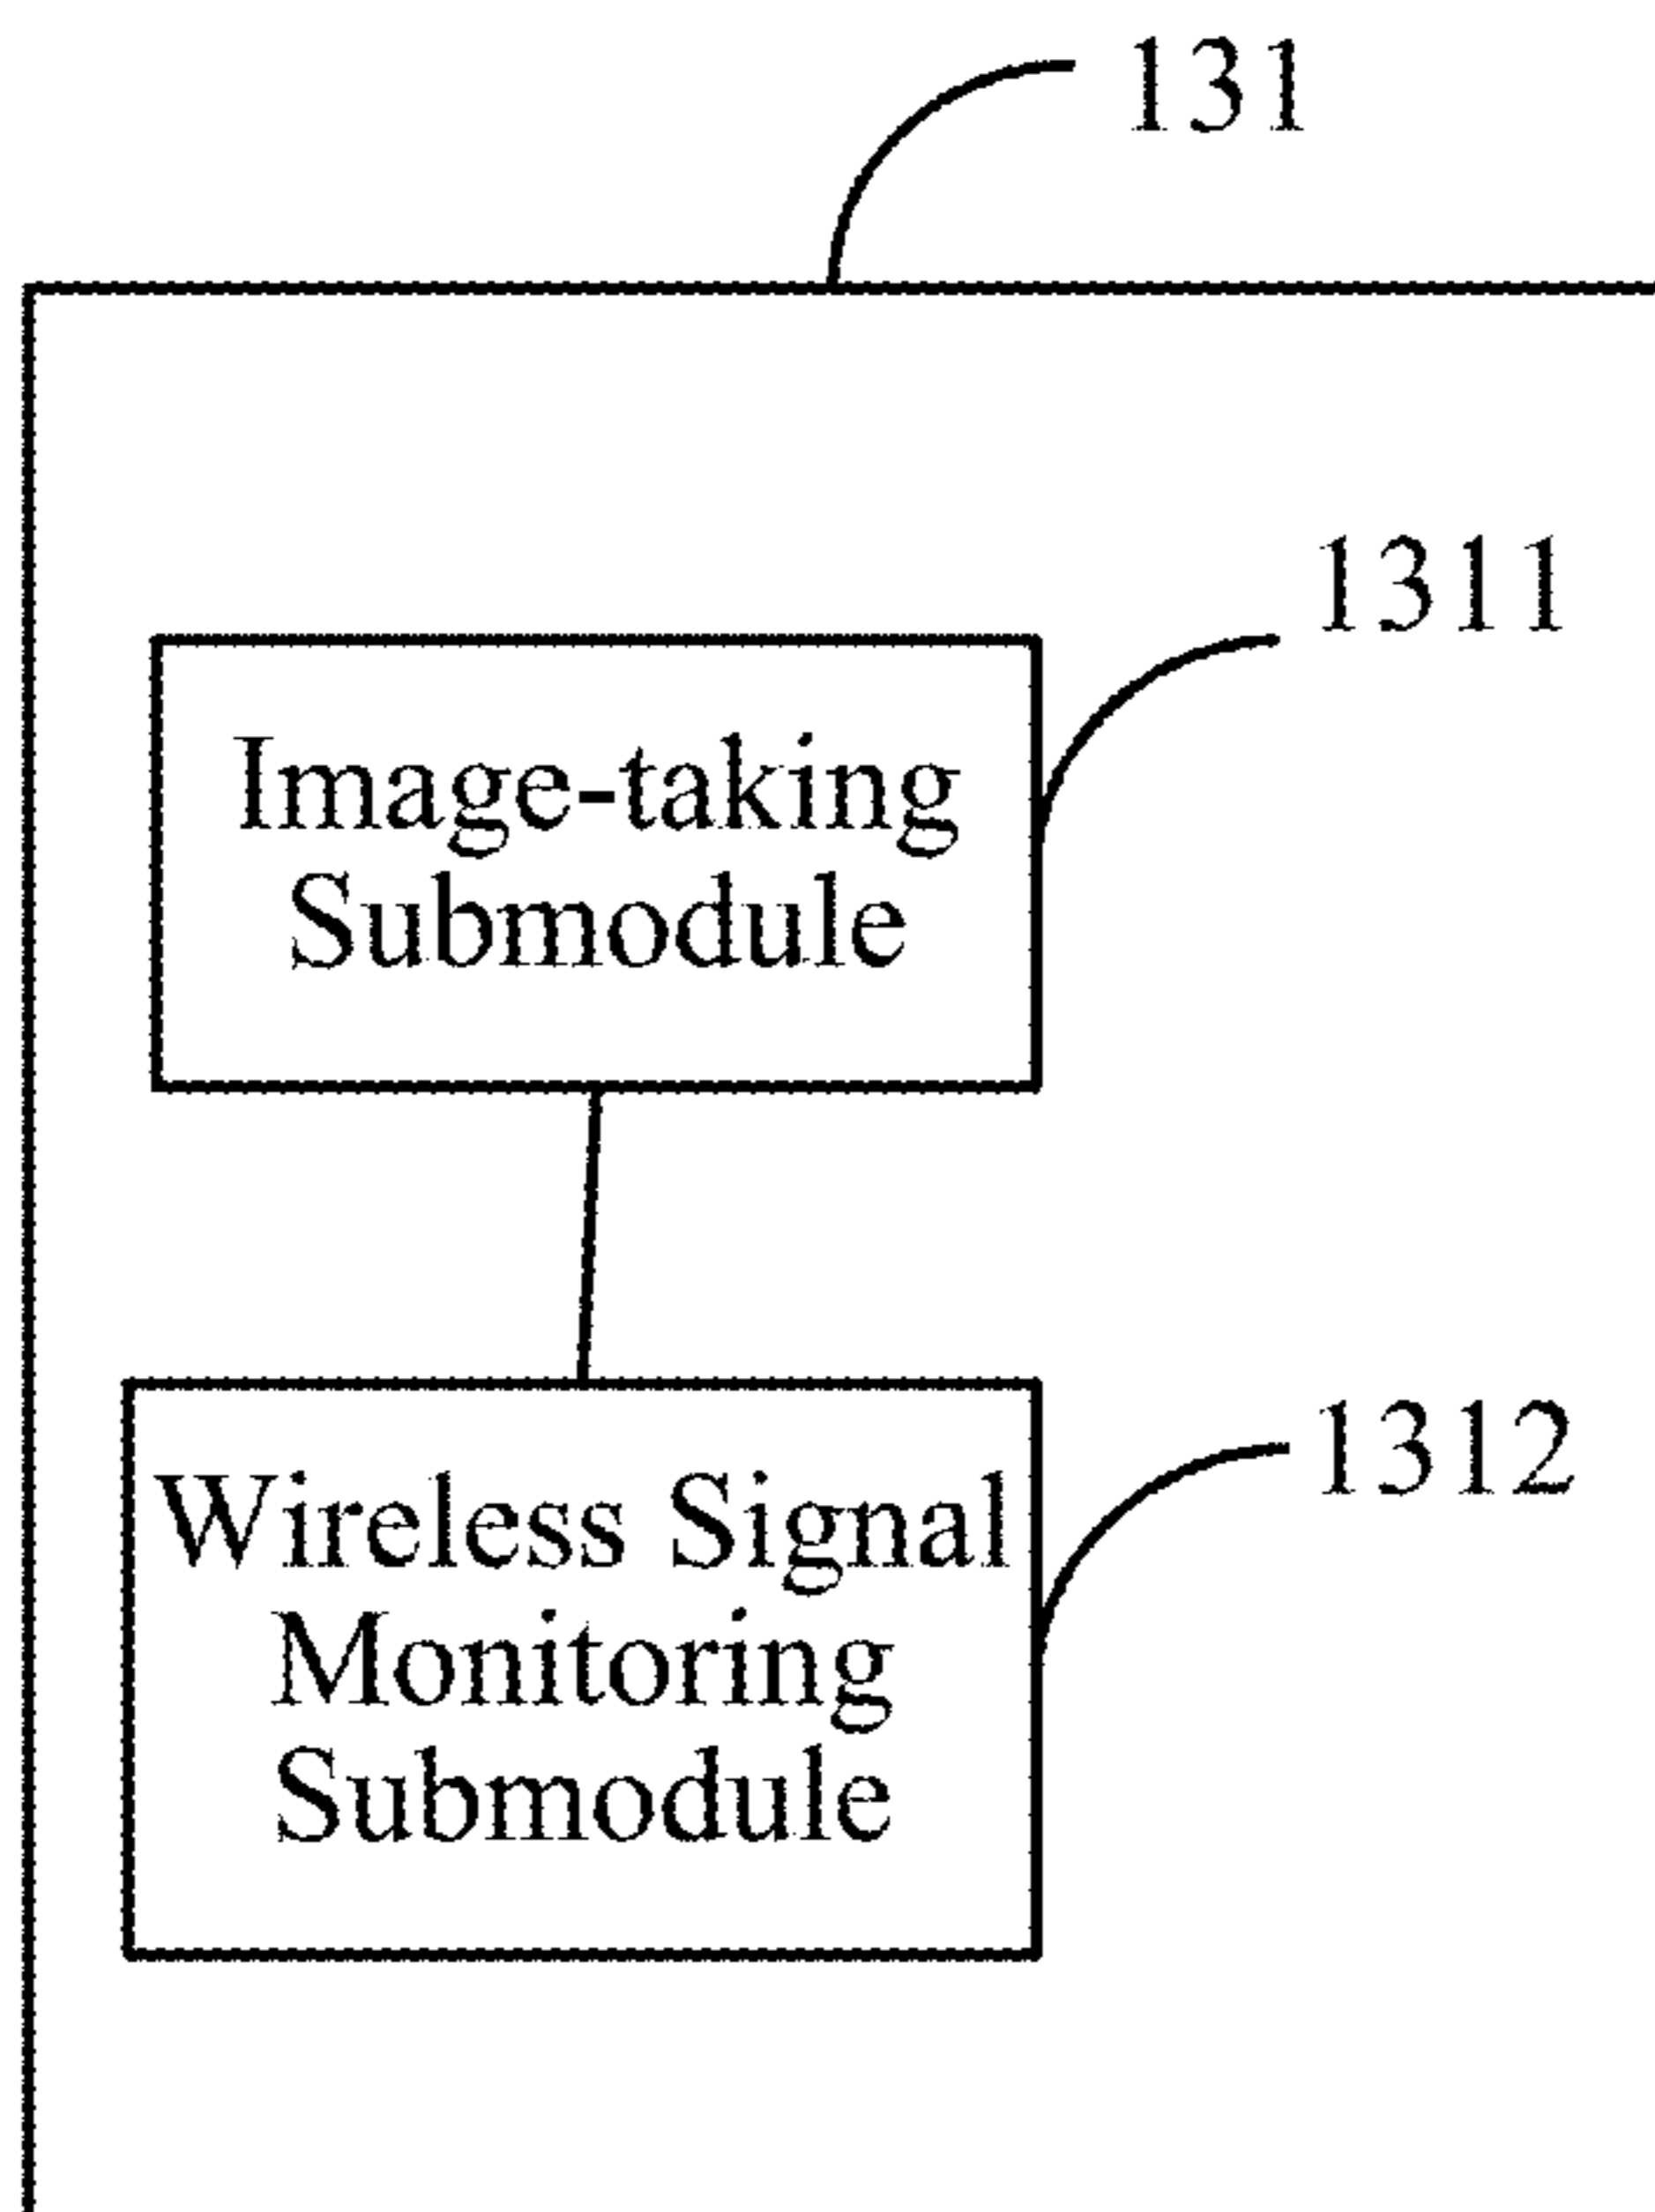 131
1311
Image-taking
Submodule
1312
Wireless Signal
Monitoring
Submodule